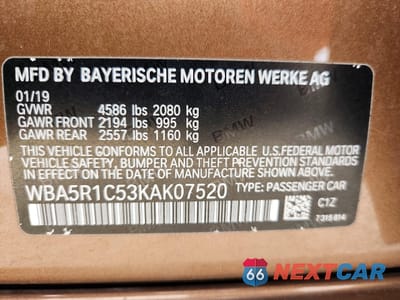 MFD BY BAYERISCHE MOTOREN WERKE AG
01/19
GVWR 4586 lbs 2080 kg
GAWR FRONT 2194 lbs 995 kg
GAWR REAR 2557 lbs 1160 kg
THIS VEHICLE CONFORMS TO ALL APPLICABLE U.S.FEDERAL MOTOR
VEHICLE SAFETY, BUMPER, AND THEFT PREVENTION STANDARDS
IN EFFECT ON THE DATE OF MANUFACTURE SHOWN ABOVE.
WBA5R1C53KAK07520 TYPE: PASSENGER CAR
C1Z
7315614
BMW
66 NEXTCAR